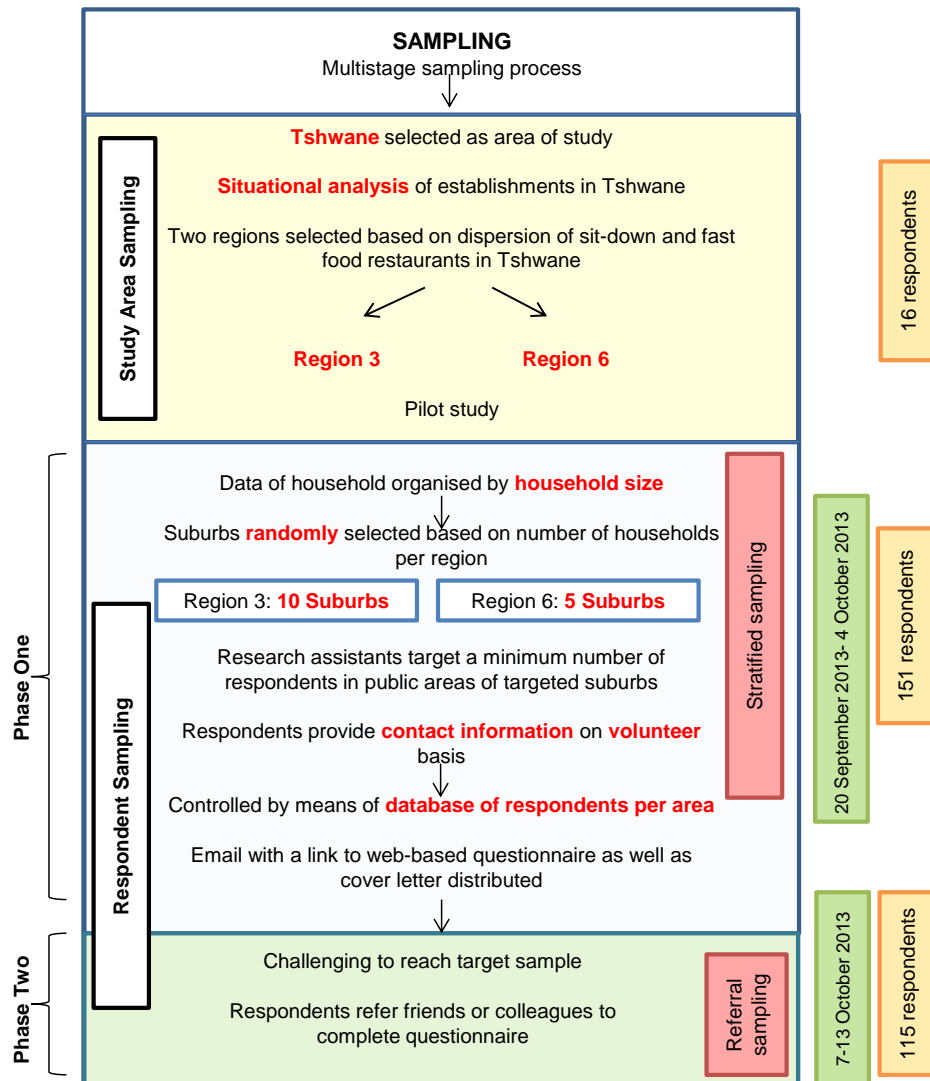 SAMPLING
Multistage sampling process
Study Area Sampling
Tshwane selected as area of study
Situational analysis of establishments in Tshwane
Two regions selected based on dispersion of sit-down and fast
food restaurants in Tshwane
Region 3
Region 6
Pilot study
16 respondents
Phase One
Respondent Sampling
Data of household organised by household size
Suburbs randomly selected based on number of households
per region
Region 3: 10 Suburbs
Region 6: 5 Suburbs
Research assistants target a minimum number of
respondents in public areas of targeted suburbs
Respondents provide contact information on volunteer
basis
Controlled by means of database of respondents per area
Email with a link to web-based questionnaire as well as
cover letter distributed
Stratified sampling
20 September 2013- 4 October 2013
151 respondents
Phase Two
Challenging to reach target sample
Respondents refer friends or colleagues to
complete questionnaire
Referral
sampling
7-13 October 2013
115 respondents